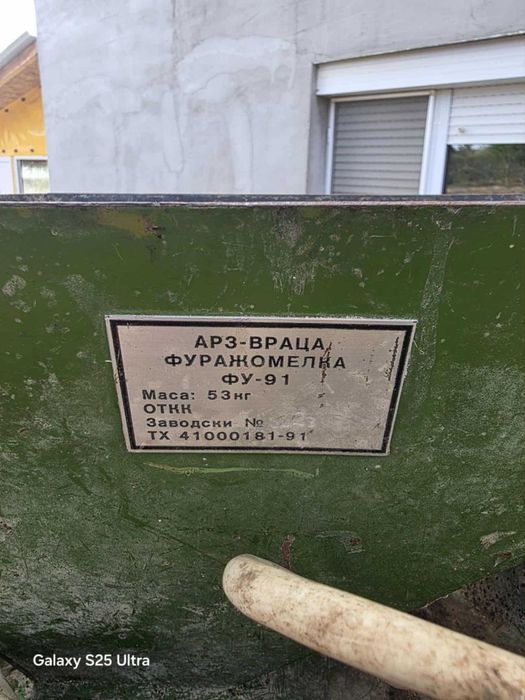 АРЗ-ВРАЦА
ФУРАЖОМЕЛКА
ФУ-91
Маса: 53кг
ОТКК
Заводски №
ТХ 41000181-91
Galaxy S25 Ultra